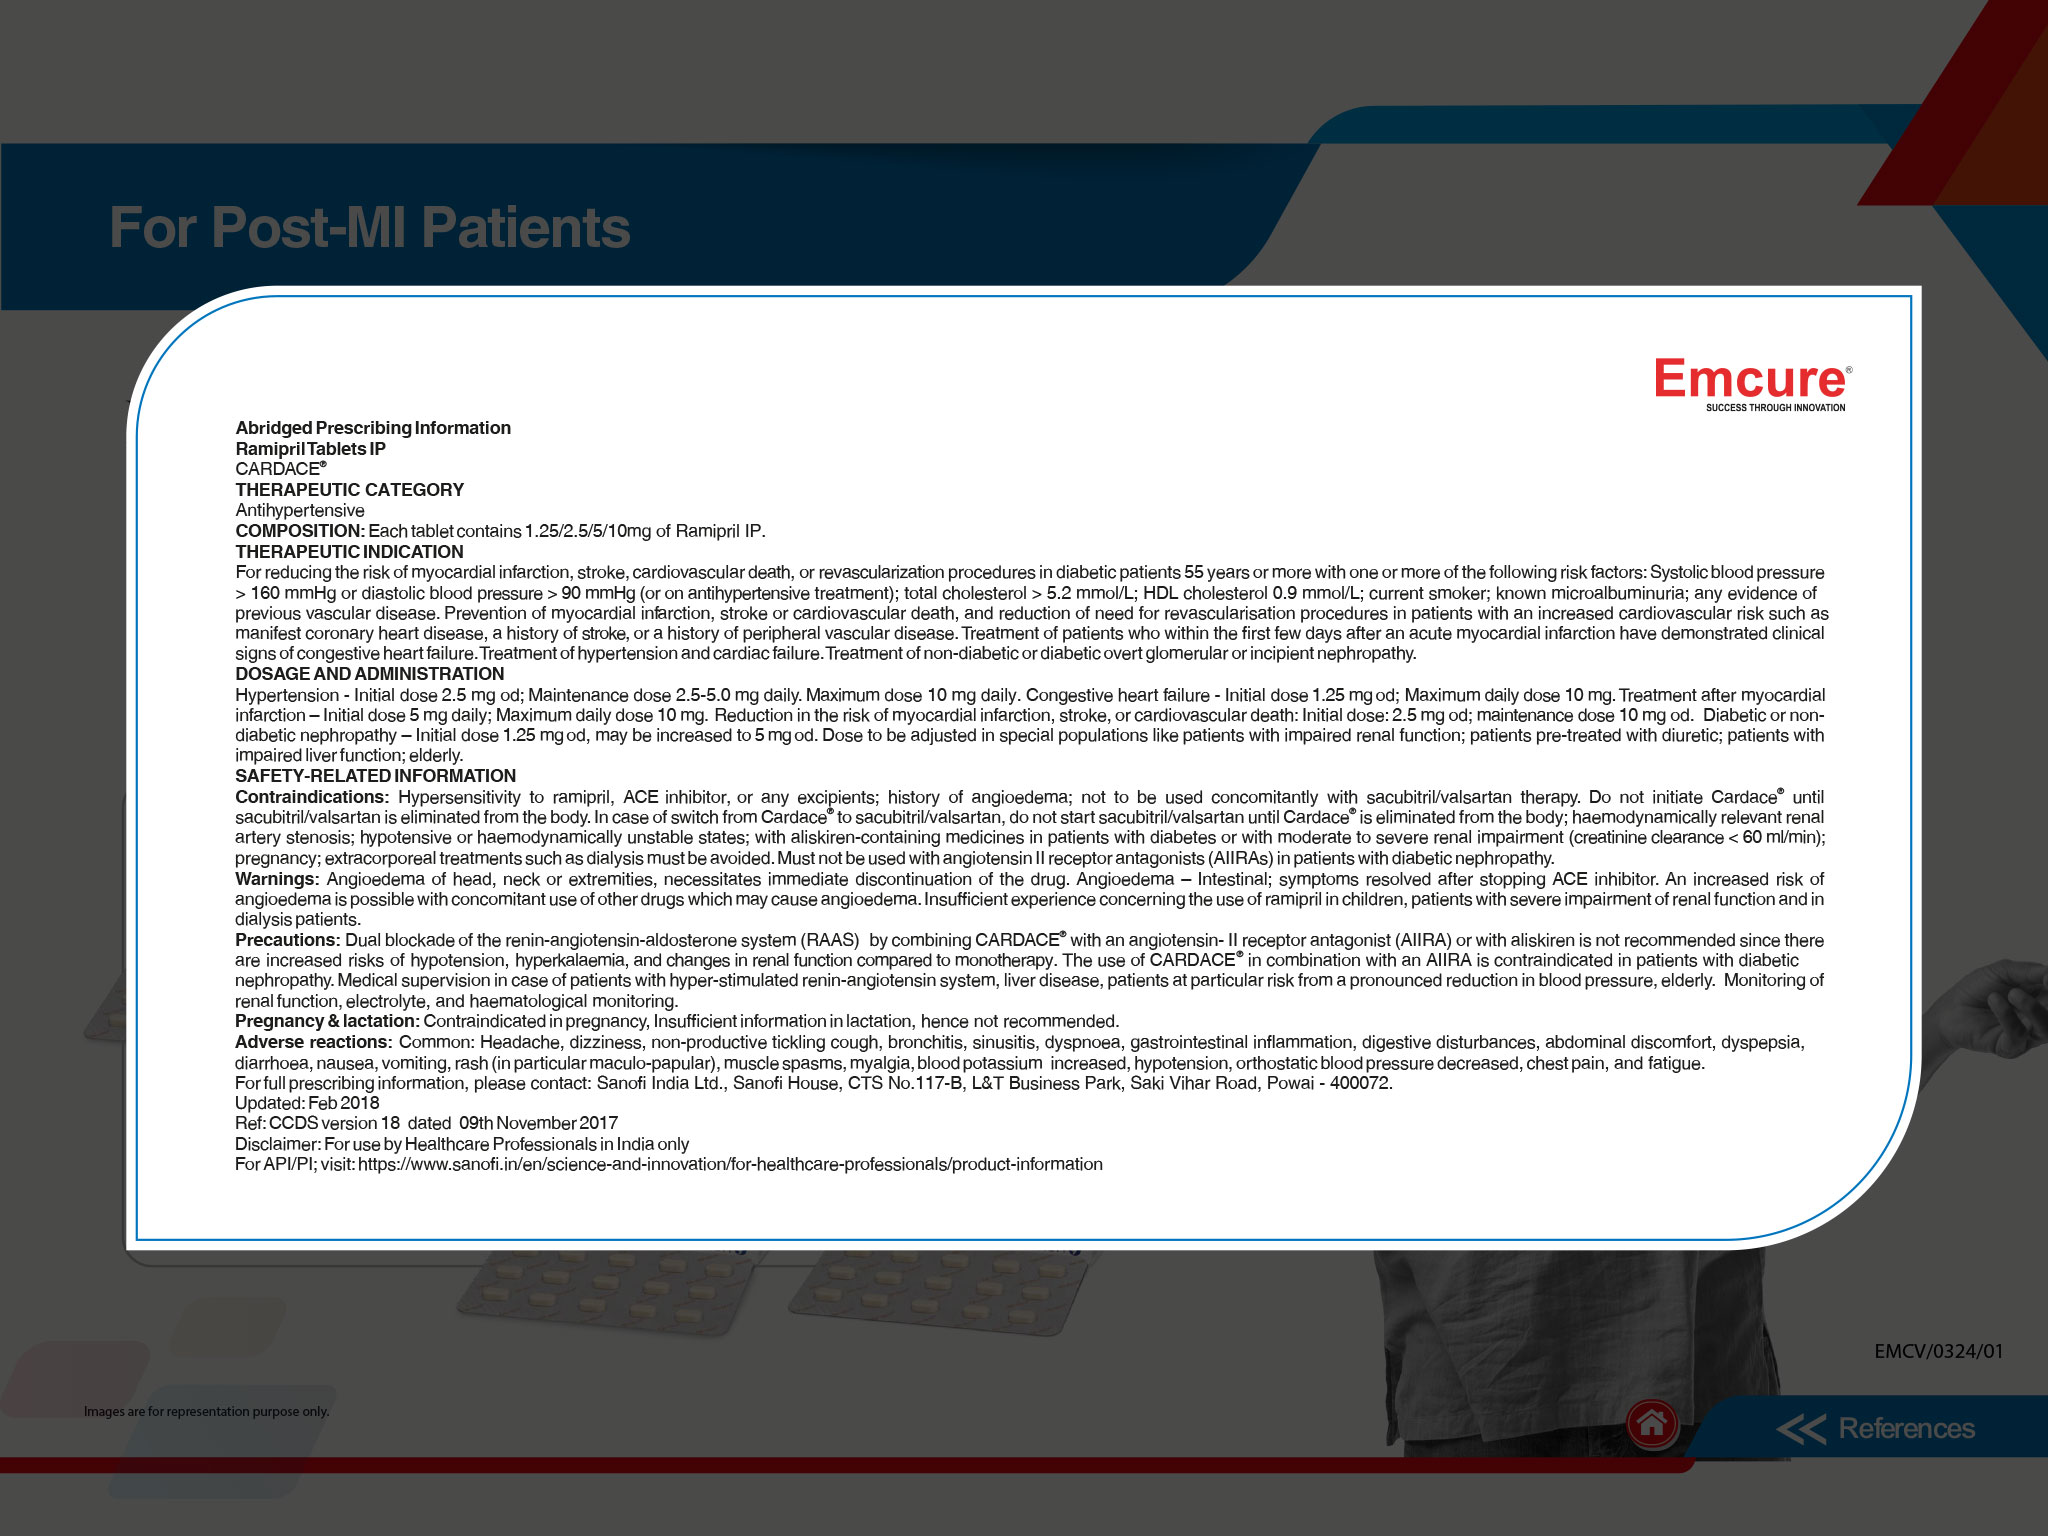 For Post-MI Patients
Emcure®
SUCCESS THROUGH INNOVATION
Abridged Prescribing Information
Ramipril Tablets IP
CARDACE®
THERAPEUTIC CATEGORY
Antihypertensive
COMPOSITION: Each tablet contains 1.25/2.5/5/10mg of Ramipril IP.
THERAPEUTIC INDICATION
For reducing the risk of myocardial infarction, stroke, cardiovascular death, or revascularization procedures in diabetic patients 55 years or more with one or more of the following risk factors: Systolic blood pressure
> 160 mmHg or diastolic blood pressure > 90 mmHg (or on antihypertensive treatment); total cholesterol > 5.2 mmol/L; HDL cholesterol 0.9 mmol/L; current smoker; known microalbuminuria; any evidence of
previous vascular disease. Prevention of myocardial infarction, stroke or cardiovascular death, and reduction of need for revascularisation procedures in patients with an increased cardiovascular risk such as
manifest coronary heart disease, a history of stroke, or a history of peripheral vascular disease. Treatment of patients who within the first few days after an acute myocardial infarction have demonstrated clinical
signs of congestive heart failure. Treatment of hypertension and cardiac failure. Treatment of non-diabetic or diabetic overt glomerular or incipient nephropathy.
DOSAGE AND ADMINISTRATION
Hypertension - Initial dose 2.5 mg od; Maintenance dose 2.5-5.0 mg daily. Maximum dose 10 mg daily. Congestive heart failure - Initial dose 1.25 mg od; Maximum daily dose 10 mg. Treatment after myocardial
infarction – Initial dose 5 mg daily; Maximum daily dose 10 mg. Reduction in the risk of myocardial infarction, stroke, or cardiovascular death: Initial dose: 2.5 mg od; maintenance dose 10 mg od. Diabetic or non-
diabetic nephropathy – Initial dose 1.25 mg od, may be increased to 5 mg od. Dose to be adjusted in special populations like patients with impaired renal function; patients pre-treated with diuretic; patients with
impaired liver function; elderly.
SAFETY-RELATED INFORMATION
Contraindications: Hypersensitivity to ramipril, ACE inhibitor, or any excipients; history of angioedema; not to be used concomitantly with sacubitril/valsartan therapy. Do not initiate Cardace® until
sacubitril/valsartan is eliminated from the body. In case of switch from Cardace® to sacubitril/valsartan, do not start sacubitril/valsartan until Cardace® is eliminated from the body; haemodynamically relevant renal
artery stenosis; hypotensive or haemodynamically unstable states; with aliskiren-containing medicines in patients with diabetes or with moderate to severe renal impairment (creatinine clearance < 60 ml/min);
pregnancy; extracorporeal treatments such as dialysis must be avoided. Must not be used with angiotensin II receptor antagonists (AIIRAs) in patients with diabetic nephropathy.
Warnings: Angioedema of head, neck or extremities, necessitates immediate discontinuation of the drug. Angioedema – Intestinal; symptoms resolved after stopping ACE inhibitor. An increased risk of
angioedema is possible with concomitant use of other drugs which may cause angioedema. Insufficient experience concerning the use of ramipril in children, patients with severe impairment of renal function and in
dialysis patients.
Precautions: Dual blockade of the renin-angiotensin-aldosterone system (RAAS) by combining CARDACE® with an angiotensin- II receptor antagonist (AIIRA) or with aliskiren is not recommended since there
are increased risks of hypotension, hyperkalaemia, and changes in renal function compared to monotherapy. The use of CARDACE® in combination with an AIIRA is contraindicated in patients with diabetic
nephropathy. Medical supervision in case of patients with hyper-stimulated renin-angiotensin system, liver disease, patients at particular risk from a pronounced reduction in blood pressure, elderly. Monitoring of
renal function, electrolyte, and haematological monitoring.
Pregnancy & lactation: Contraindicated in pregnancy, Insufficient information in lactation, hence not recommended.
Adverse reactions: Common: Headache, dizziness, non-productive tickling cough, bronchitis, sinusitis, dyspnoea, gastrointestinal inflammation, digestive disturbances, abdominal discomfort, dyspepsia,
diarrhoea, nausea, vomiting, rash (in particular maculo-papular), muscle spasms, myalgia, blood potassium increased, hypotension, orthostatic blood pressure decreased, chest pain, and fatigue.
For full prescribing information, please contact: Sanofi India Ltd., Sanofi House, CTS No.117-B, L&T Business Park, Saki Vihar Road, Powai - 400072.
Updated: Feb 2018
Ref: CCDS version 18 dated 09th November 2017
Disclaimer: For use by Healthcare Professionals in India only
For API/PI; visit: https://www.sanofi.in/en/science-and-innovation/for-healthcare-professionals/product-information
EMCV/0324/01
Images are for representation purpose only.
References